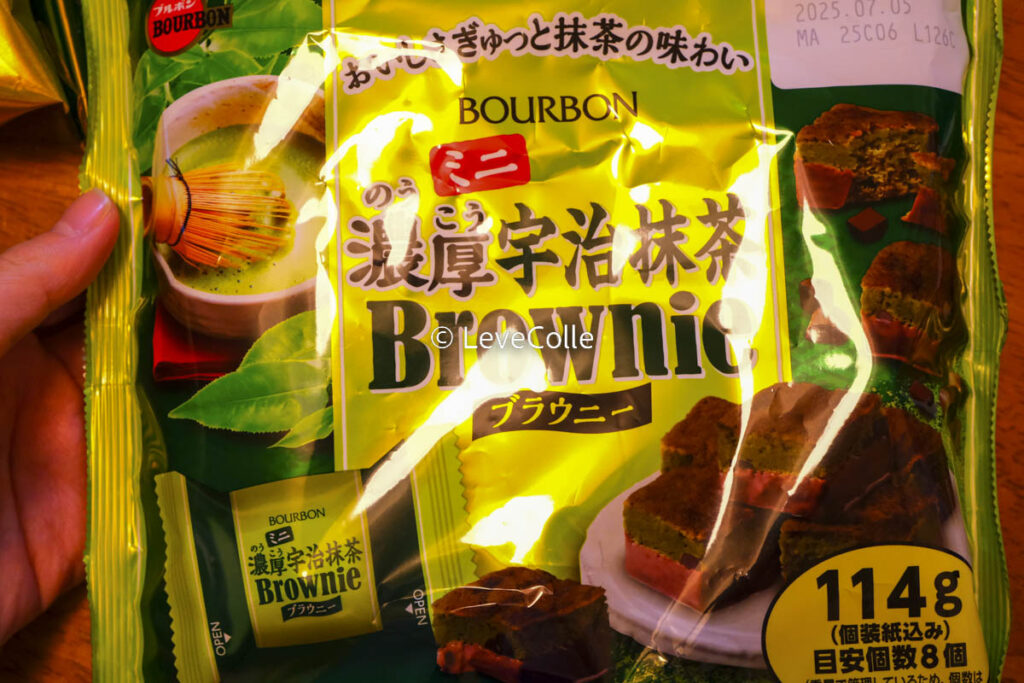 ブルボン
BOURBON
2025.07.05
MA 25C06 L126C
おいしさぎゅっと抹茶の味わい
BOURBON
ミニ
のう こう
濃厚宇治抹茶
Brownie
© LeveColle
ブラウニー
BOURBON
ミニ
のう こう
濃厚宇治抹茶
Brownie
ブラウニー
OPEN
OPEN
114g
(個装紙込み)
目安個数8個